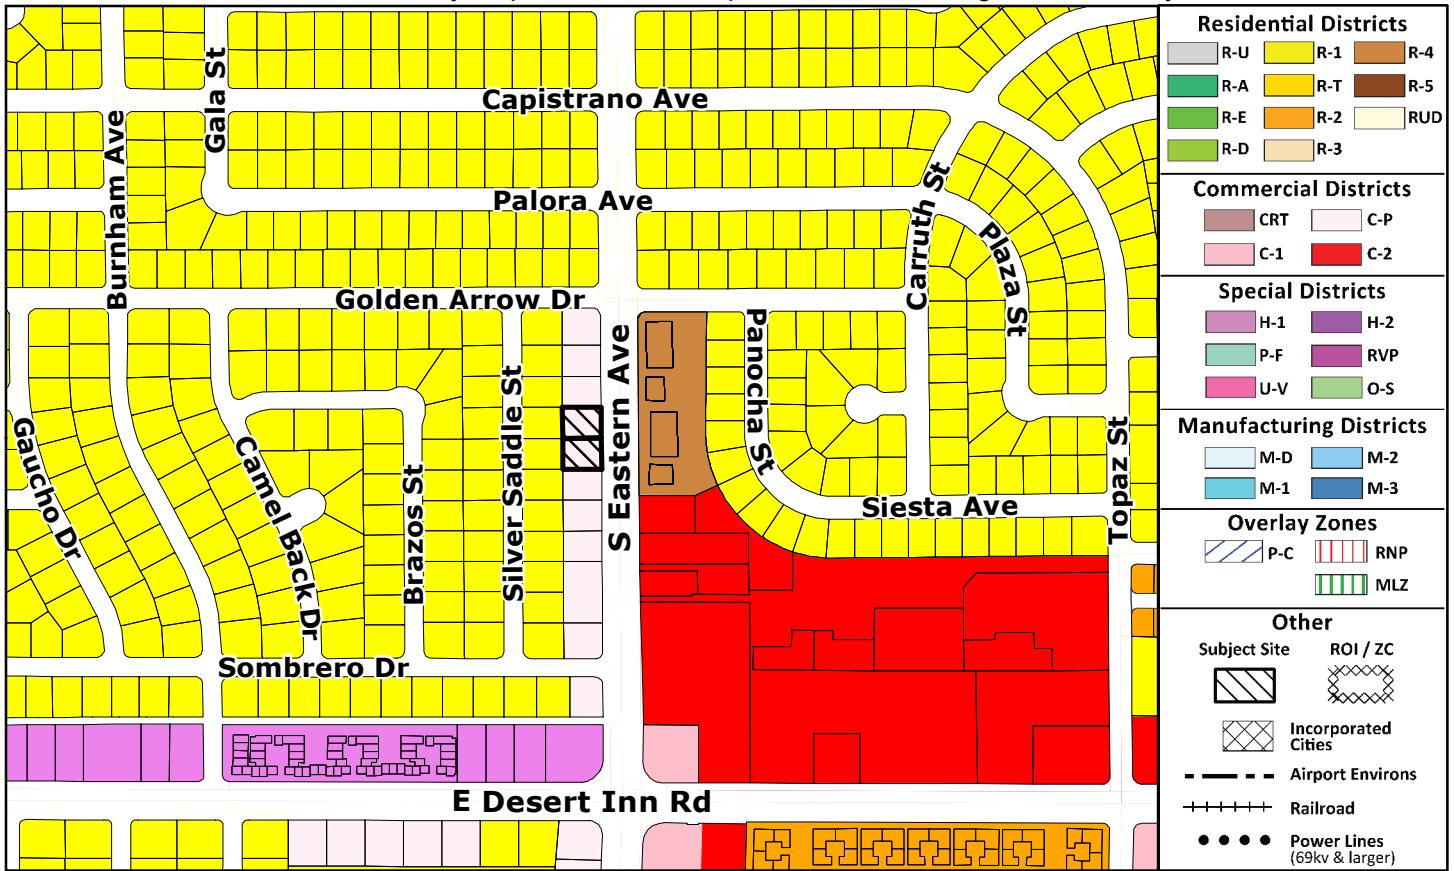 Capistrano Ave
Gala St
Burnham Ave
Palora Ave
Carruth St
Plaza St
Golden Arrow Dr
S Eastern Ave
Panocha St
Silver Saddle St
Gaucho Dr
Camel Back Dr
Brazos St
Siesta Ave
Topaz St
Sombrero Dr
E Desert Inn Rd
Residential Districts
R-U R-1 R-4
R-A R-T R-5
R-E R-2 RUD
R-D R-3
Commercial Districts
CRT C-P
C-1 C-2
Special Districts
H-1 H-2
P-F RVP
U-V O-S
Manufacturing Districts
M-D M-2
M-1 M-3
Overlay Zones
P-C RNP
MLZ
Other
Subject Site ROI / ZC
Incorporated
Cities
Airport Environs
Railroad
Power Lines
(69kv & larger)